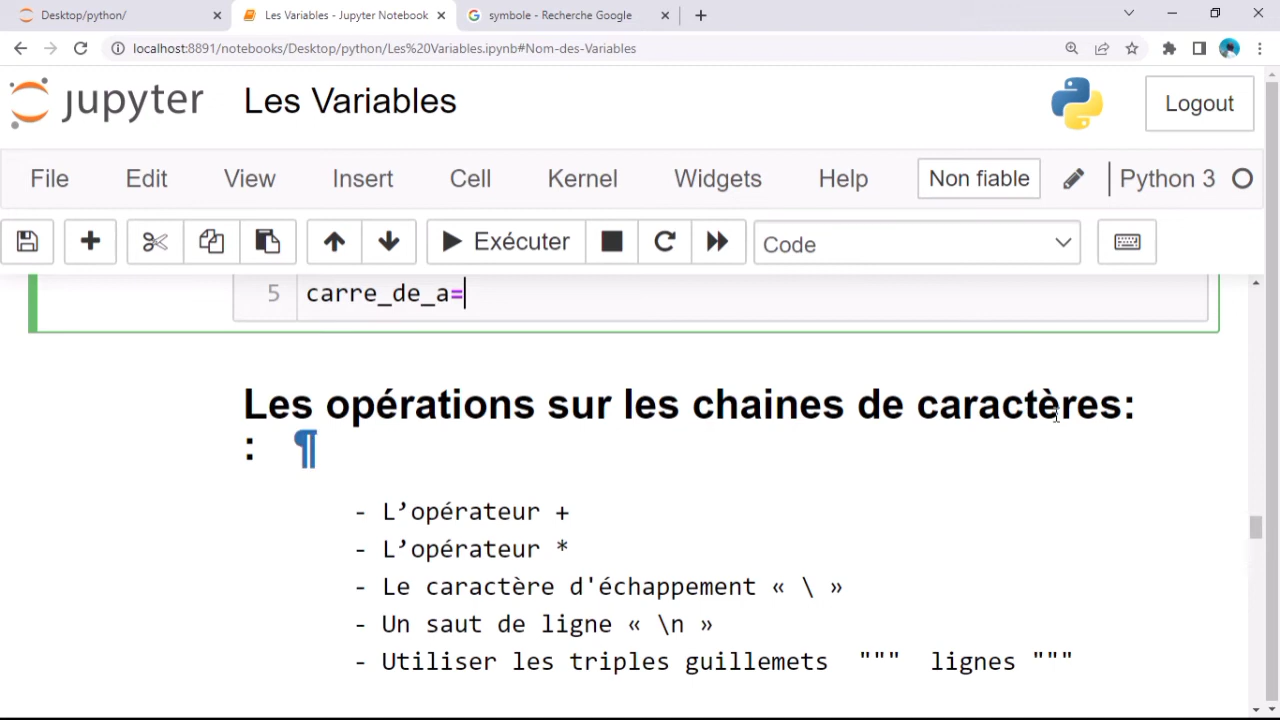 Desktop/python/
Les Variables - Jupyter Notebook
symbole - Recherche Google
localhost:8891/notebooks/Desktop/python/Les%20Variables.ipynb#Nom-des-Variables
jupyter
Les Variables
Logout
File Edit View Insert Cell Kernel Widgets Help
Non fiable
Python 3
Exécuter
Code
5 carre_de_a=
Les opérations sur les chaines de caractères:
: ¶
- L’opérateur +
- L’opérateur *
- Le caractère d'échappement « \ »
- Un saut de ligne « \n »
- Utiliser les triples guillemets """ lignes """